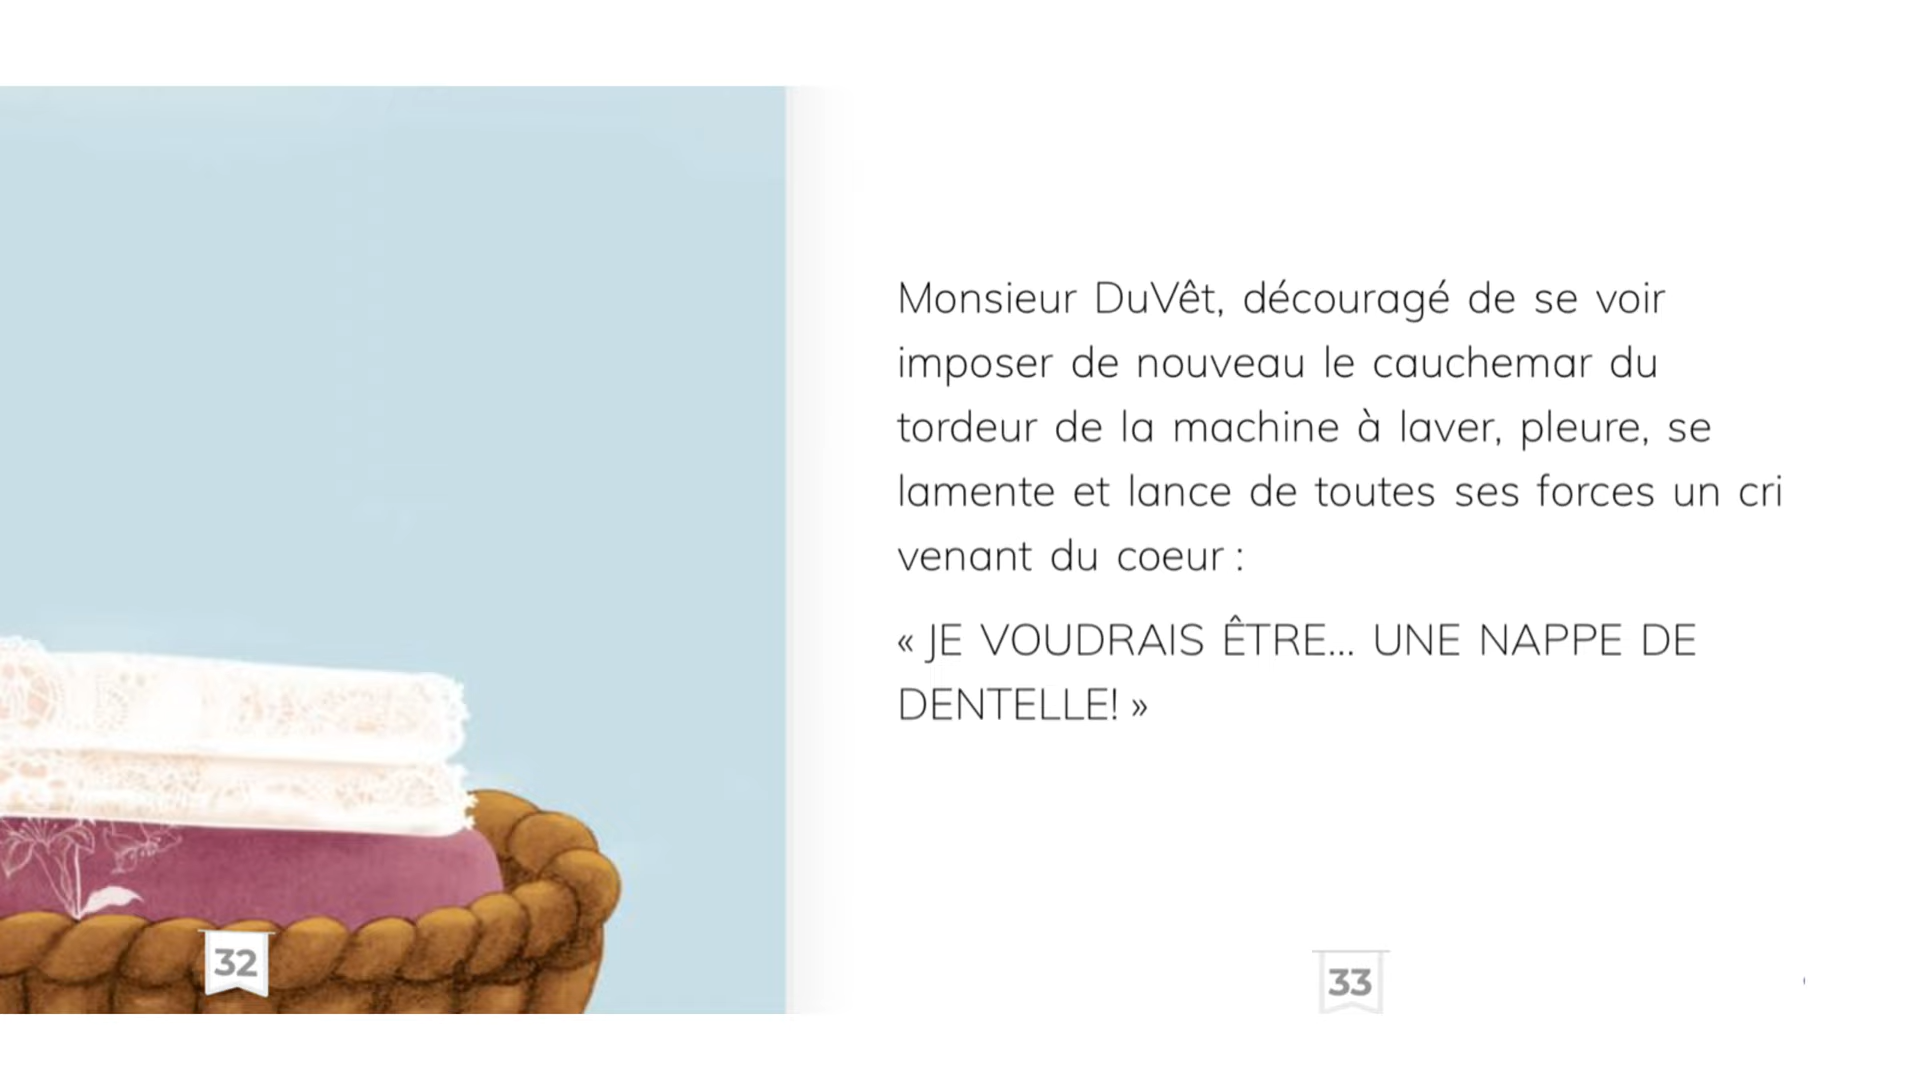 Monsieur DuVêt, découragé de se voir
imposer de nouveau le cauchemar du
tordeur de la machine à laver, pleure, se
lamente et lance de toutes ses forces un cri
venant du coeur :
« JE VOUDRAIS ÊTRE... UNE NAPPE DE
DENTELLE! »
32
33